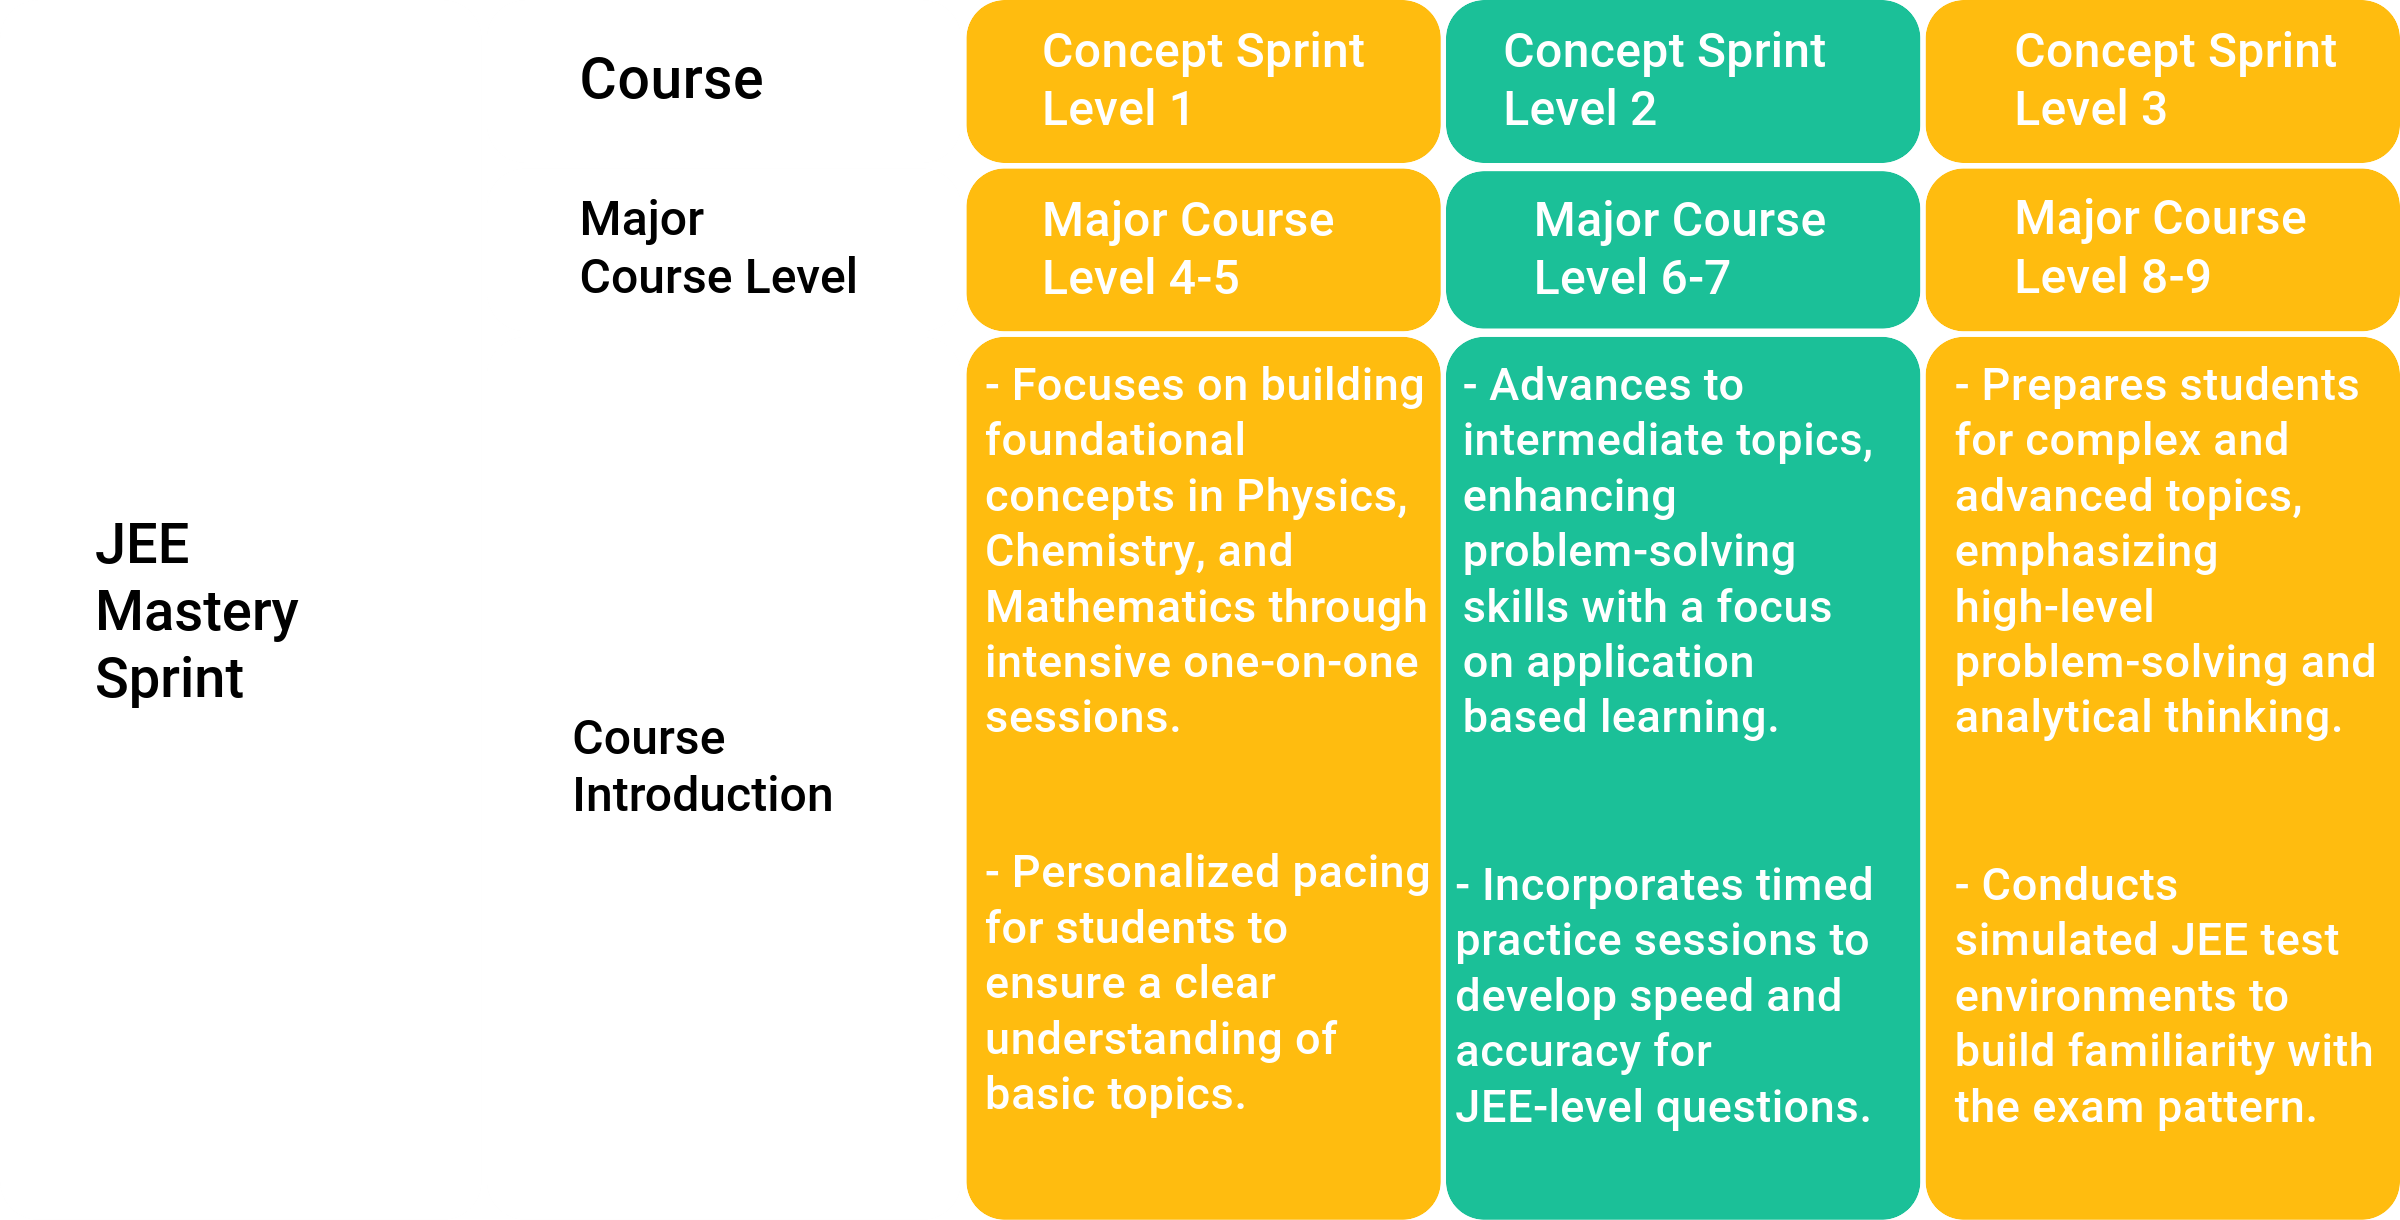 Course
Concept Sprint
Level 1
Concept Sprint
Level 2
Concept Sprint
Level 3
Major
Course Level
Major Course
Level 4-5
Major Course
Level 6-7
Major Course
Level 8-9
JEE
Mastery
Sprint
Course
Introduction
- Focuses on building
foundational
concepts in Physics,
Chemistry, and
Mathematics through
intensive one-on-one
sessions.
- Personalized pacing
for students to
ensure a clear
understanding of
basic topics.
- Advances to
intermediate topics,
enhancing
problem-solving
skills with a focus
on application
based learning.
- Incorporates timed
practice sessions to
develop speed and
accuracy for
JEE-level questions.
- Prepares students
for complex and
advanced topics,
emphasizing
high-level
problem-solving and
analytical thinking.
- Conducts
simulated JEE test
environments to
build familiarity with
the exam pattern.